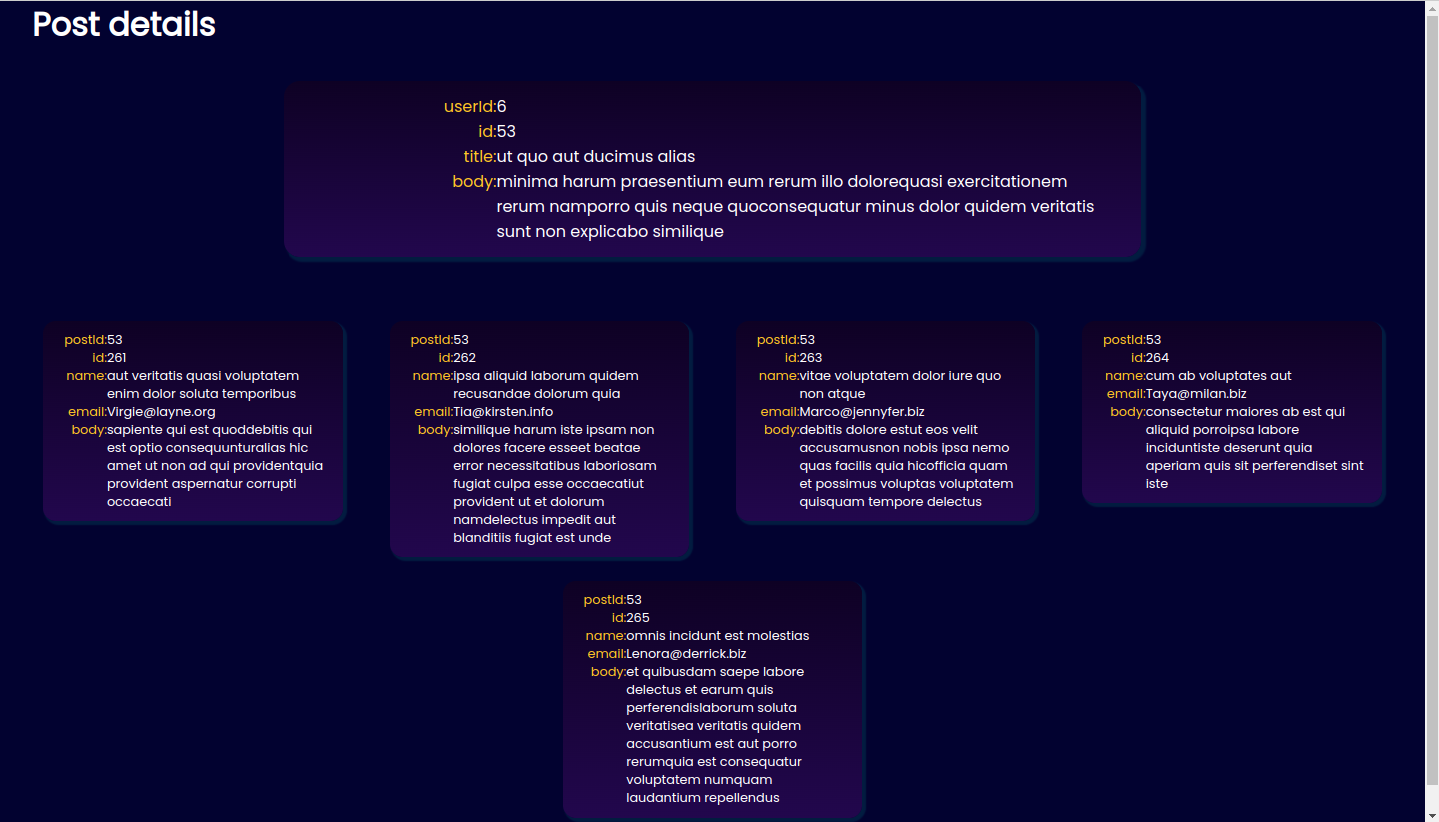 Post details
userId:6
id:53
title:ut quo aut ducimus alias
body:minima harum praesentium eum rerum illo dolorequasi exercitationem
rerum namporro quis neque quoconsequatur minus dolor quidem veritatis
sunt non explicabo similique
postId:53
id:261
name:aut veritatis quasi voluptatem
enim dolor soluta temporibus
email:Virgie@layne.org
body:sapiente qui est quoddebitis qui
est optio consequunturalias hic
amet ut non ad qui providentquia
provident aspernatur corrupti
occaecati
postId:53
id:262
name:ipsa aliquid laborum quidem
recusandae dolorum quia
email:Tia@kirsten.info
body:similique harum iste ipsam non
dolores facere esseet beatae
error necessitatibus laboriosam
fugiat culpa esse occaecatiut
provident ut et dolorum
namdelectus impedit aut
blanditiis fugiat est unde
postId:53
id:263
name:vitae voluptatem dolor iure quo
non atque
email:Marco@jennyfer.biz
body:debitis dolore estut eos velit
accusamusnon nobis ipsa nemo
quas facilis quia hicofficia quam
et possimus voluptas voluptatem
quisquam tempore delectus
postId:53
id:264
name:cum ab voluptates aut
email:Taya@milan.biz
body:consectetur maiores ab est qui
aliquid porroipsa labore
inciduntiste deserunt quia
aperiam quis sit perferendiset sint
iste
postId:53
id:265
name:omnis incidunt est molestias
email:Lenora@derrick.biz
body:et quibusdam saepe labore
delectus et earum quis
perferendislaborum soluta
veritatisea veritatis quidem
accusantium est aut porro
rerumquia est consequatur
voluptatem numquam
laudantium repellendus